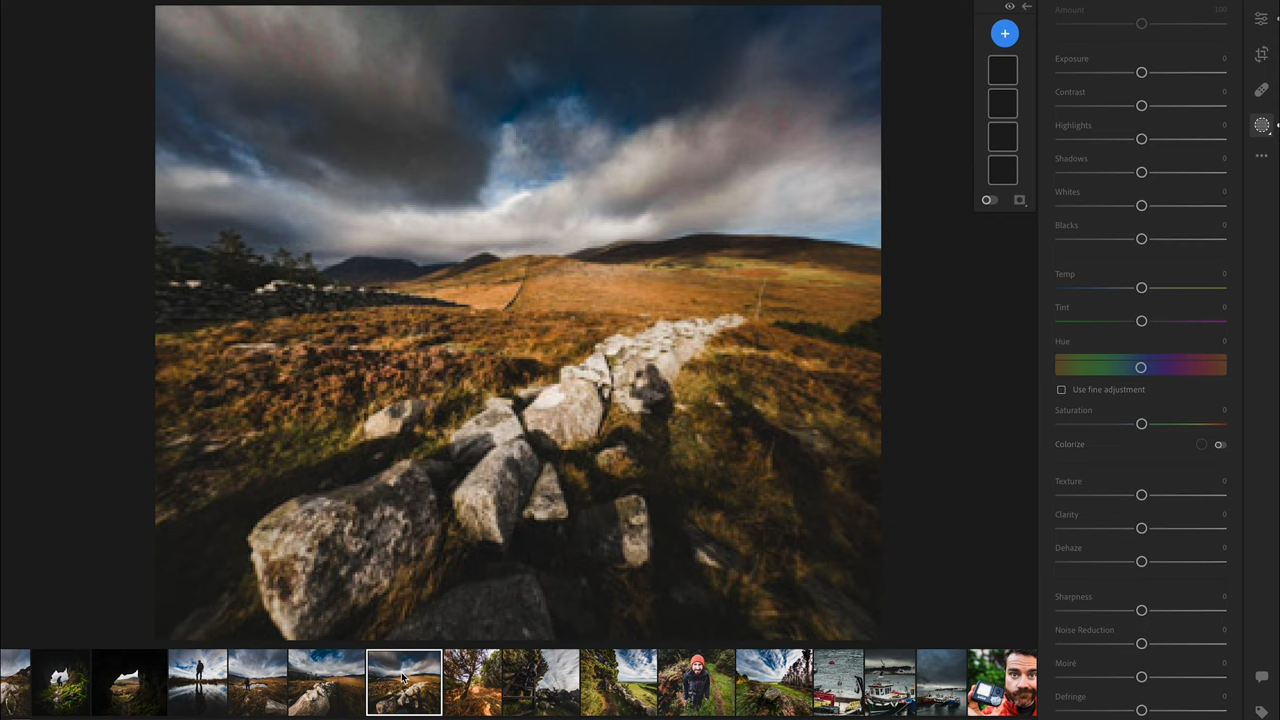 Amount 100
Exposure 0
Contrast 0
Highlights 0
Shadows 0
Whites 0
Blacks 0
Temp 0
Tint 0
Hue 0
Use fine adjustment
Saturation 0
Colorize
Texture 0
Clarity 0
Dehaze 0
Sharpness 0
Noise Reduction 0
Moiré 0
Defringe 0